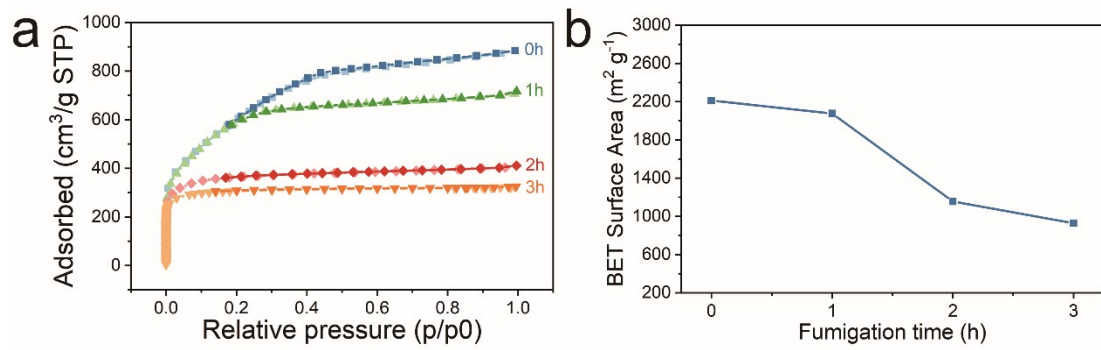 a
Adsorbed (cm³/g STP)
1000
800
600
400
200
0
0h
1h
2h
3h
0.0 0.2 0.4 0.6 0.8 1.0
Relative pressure (p/p0)
b
BET Surface Area (m² g⁻¹)
3000
2600
2200
1800
1400
1000
600
200
0 1 2 3
Fumigation time (h)